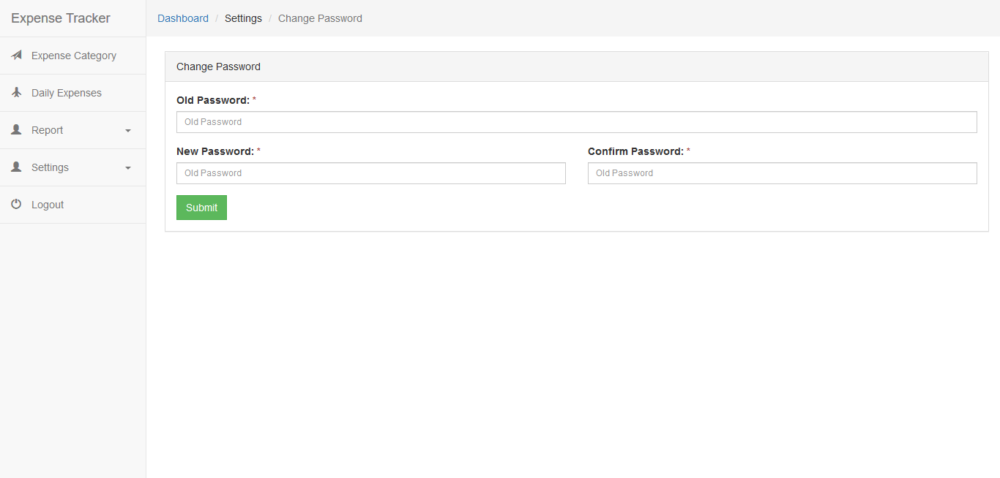 Expense Tracker
Dashboard / Settings / Change Password
Expense Category
Daily Expenses
Report
Settings
Logout
Change Password
Old Password: *
Old Password
New Password: * Confirm Password: *
Old Password Old Password
Submit